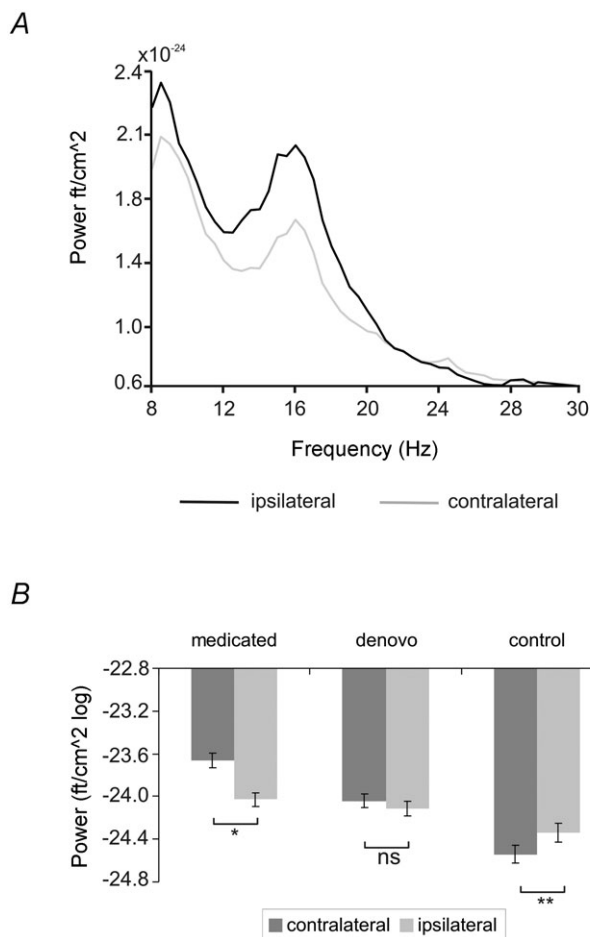 A
x10-24
2.4
2.1
1.8
1.4
1.0
0.6
Power ft/cm^2
8 12 16 20 24 28 30
Frequency (Hz)
ipsilateral contralateral
B
medicated denovo control
-22.8
-23.2
-23.6
-24.0
-24.4
-24.8
Power (ft/cm^2 log)
* ns **
contralateral ipsilateral